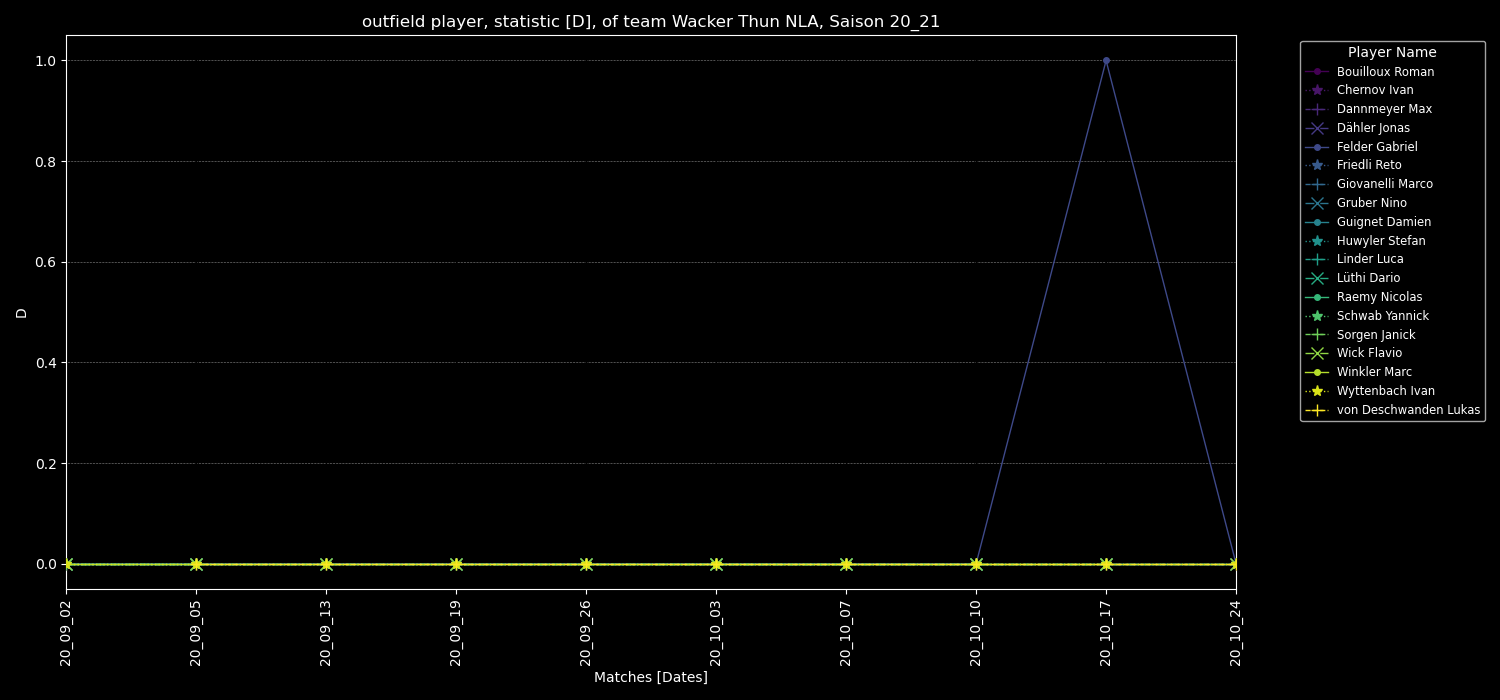 outfield player, statistic [D], of team Wacker Thun NLA, Saison 20_21
1.0
0.8
0.6
0.4
0.2
0.0
D
20_09_02
20_09_05
20_09_13
20_09_19
20_09_26
20_10_03
20_10_07
20_10_10
20_10_17
20_10_24
Matches [Dates]
Player Name
Bouilloux Roman
Chernov Ivan
Dannmeyer Max
Dähler Jonas
Felder Gabriel
Friedli Reto
Giovanelli Marco
Gruber Nino
Guignet Damien
Huwyler Stefan
Linder Luca
Lüthi Dario
Raemy Nicolas
Schwab Yannick
Sorgen Janick
Wick Flavio
Winkler Marc
Wyttenbach Ivan
von Deschwanden Lukas